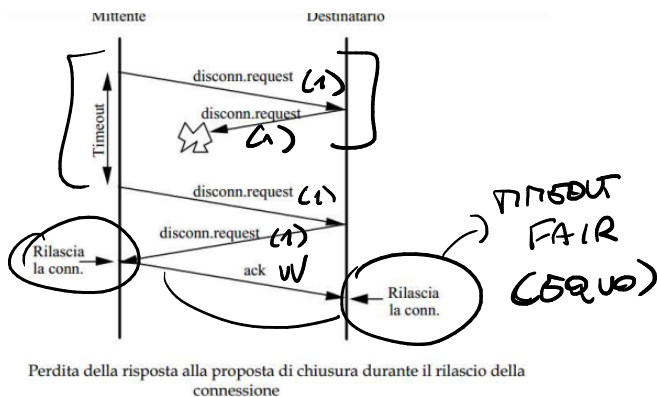 Mittente
Destinatario
disconn.request (1)
disconn.request
(1)
Timeout
disconn.request (1)
disconn.request (1)
Rilascia
la conn.
ack
Rilascia
la conn.
TIMEOUT
FAIR
(EQUO)
Perdita della risposta alla proposta di chiusura durante il rilascio della
connessione